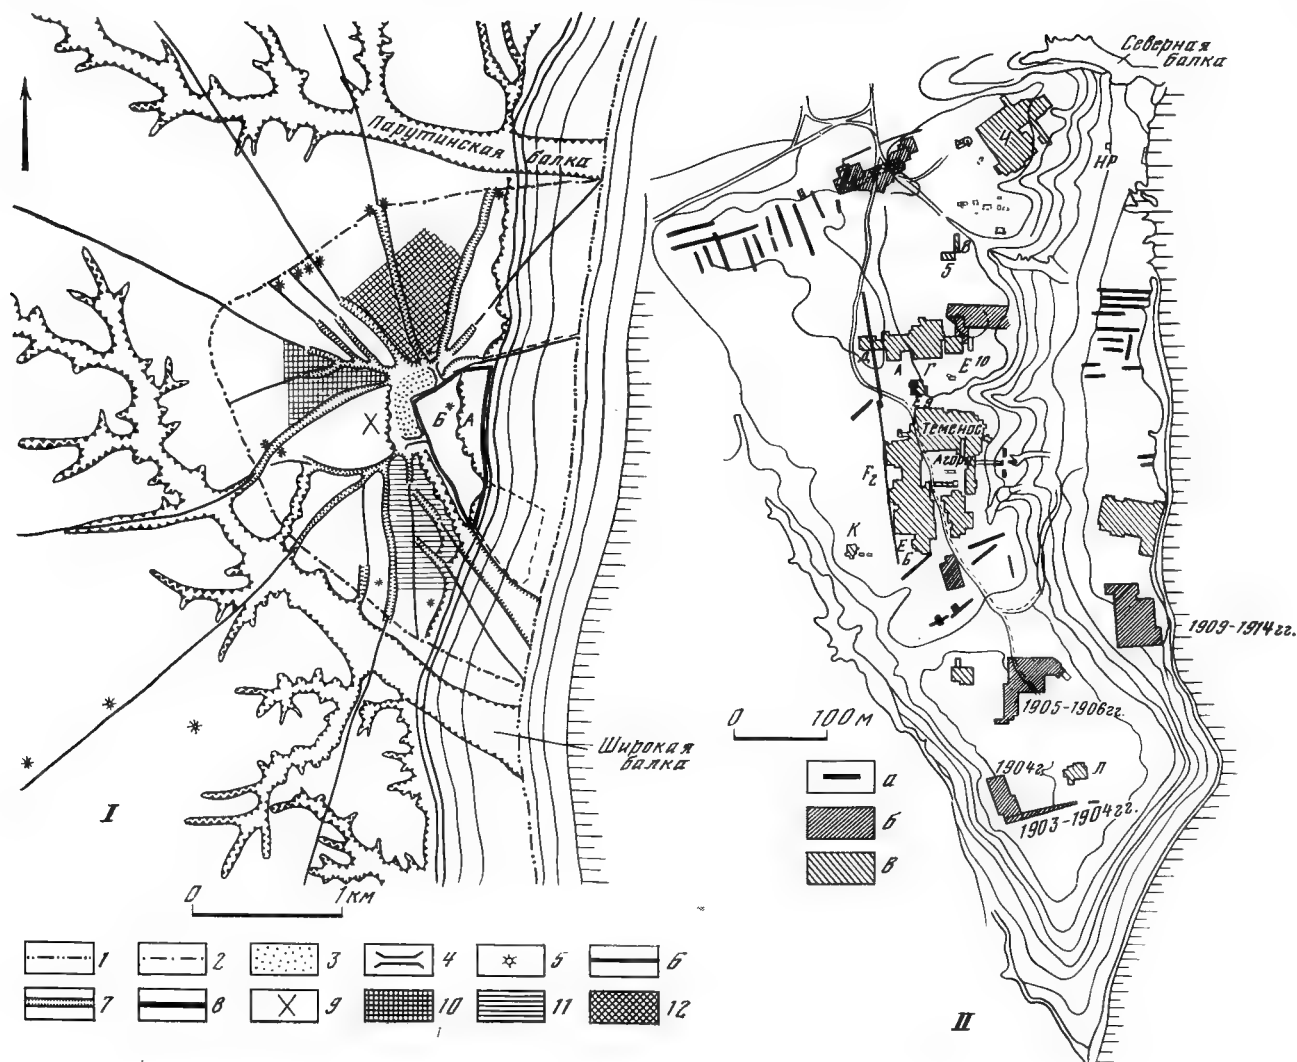 Парутинская
балка
Б
А
Широкая
балка
I
0 1 км
1 2 3 4 5 6
7 8 9 10 11 12
Северная
балка
Ч
НР
В
5
А
Г
Е 10
Теменос
Агора
F2
К
Е
Б
1909-1914 гг.
1905-1906 гг.
0 100 м
1904 г.
Л
1903-1904 гг.
а
б
в
II